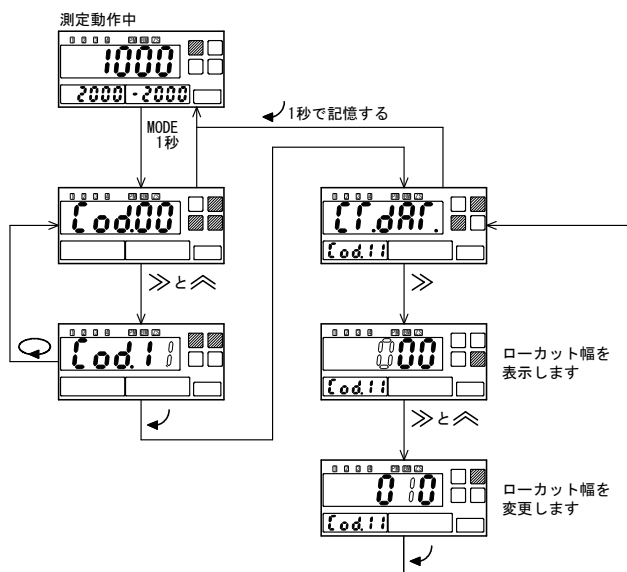 測定動作中
1000
2000 -2000
MODE
1秒
1秒で記憶する
Cod.00
≫と︽
Cod.11
CT.dAT.
Cod.11
≫
000
Cod.11
ローカット幅を
表示します
≫と︽
010
Cod.11
ローカット幅を
変更します